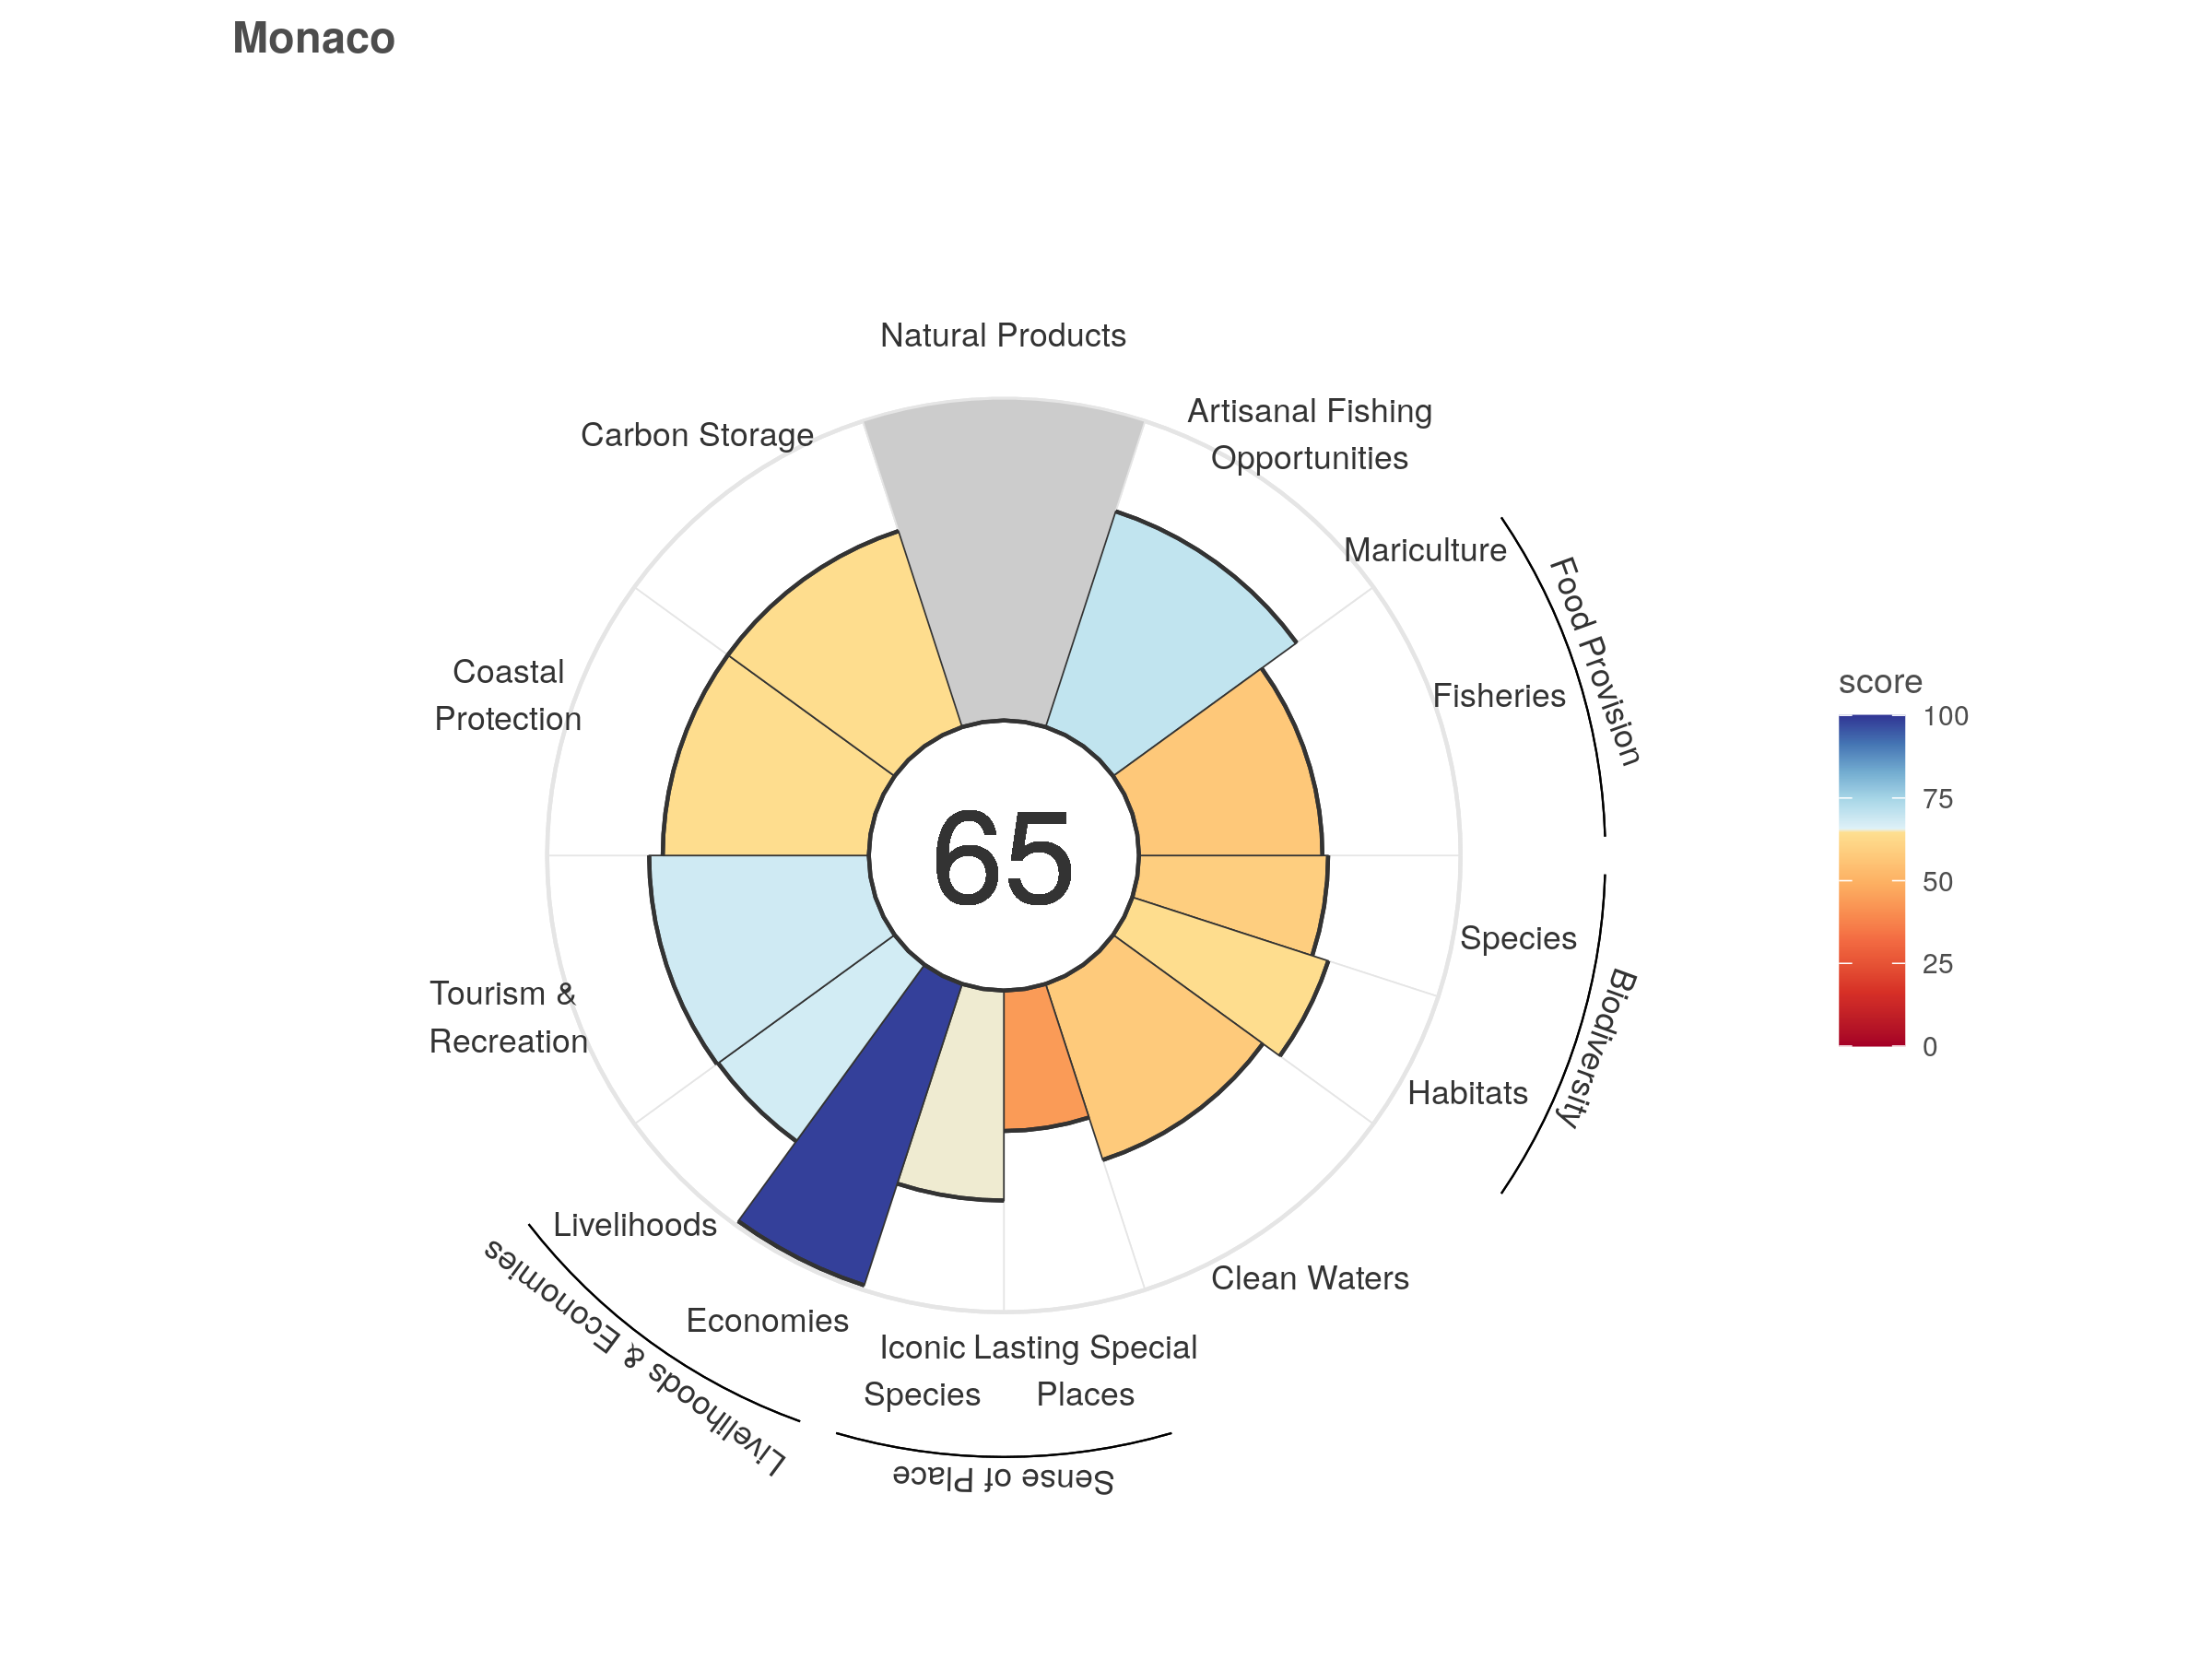 Monaco
Natural Products
Artisanal Fishing
Opportunities
Carbon Storage
Mariculture
Food Provision
Fisheries
Coastal
Protection
score
100
75
50
25
0
65
Species
Biodiversity
Tourism &
Recreation
Habitats
Livelihoods
Clean Waters
Economies
Livelihoods & Economies
Iconic
Species
Lasting Special
Places
Sense of Place